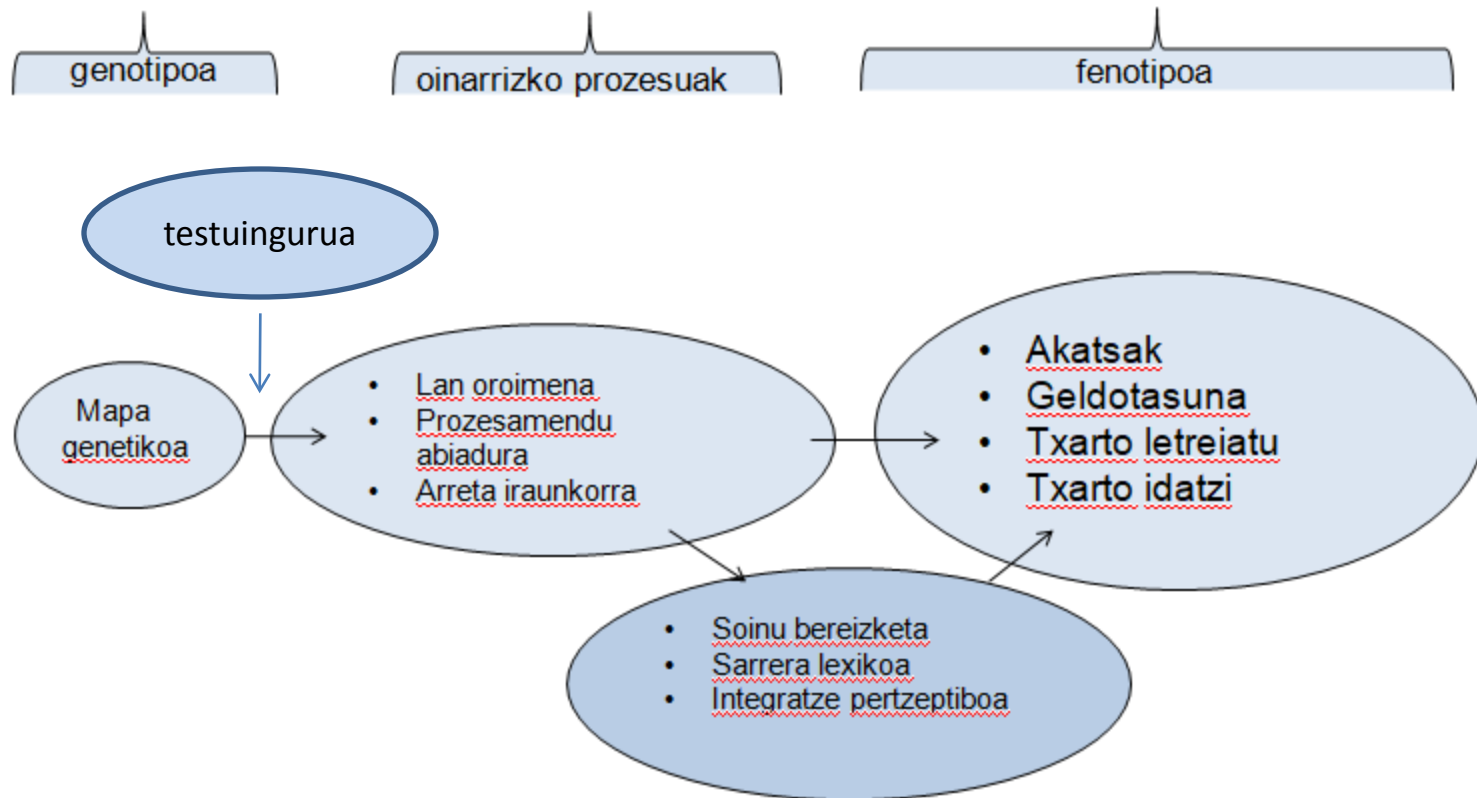 genotipoa
oinarrizko prozesuak
fenotipoa
testuingurua
Mapa
genetikoa
• Lan oroimena
• Prozesamendu
abiadura
• Arreta iraunkorra
• Akatsak
• Geldotasuna
• Txarto letreiatu
• Txarto idatzi
• Soinu bereizketa
• Sarrera lexikoa
• Integratze pertzeptiboa